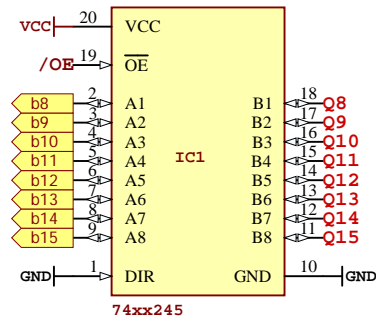 VCC 20 VCC
/OE 19 OE
b8 2 A1 B1 18 Q8
b9 3 A2 B2 17 Q9
b10 4 A3 B3 16 Q10
b11 5 A4 IC1 B4 15 Q11
b12 6 A5 B5 14 Q12
b13 7 A6 B6 13 Q13
b14 8 A7 B7 12 Q14
b15 9 A8 B8 11 Q15
GND 1 DIR GND 10 GND
74xx245